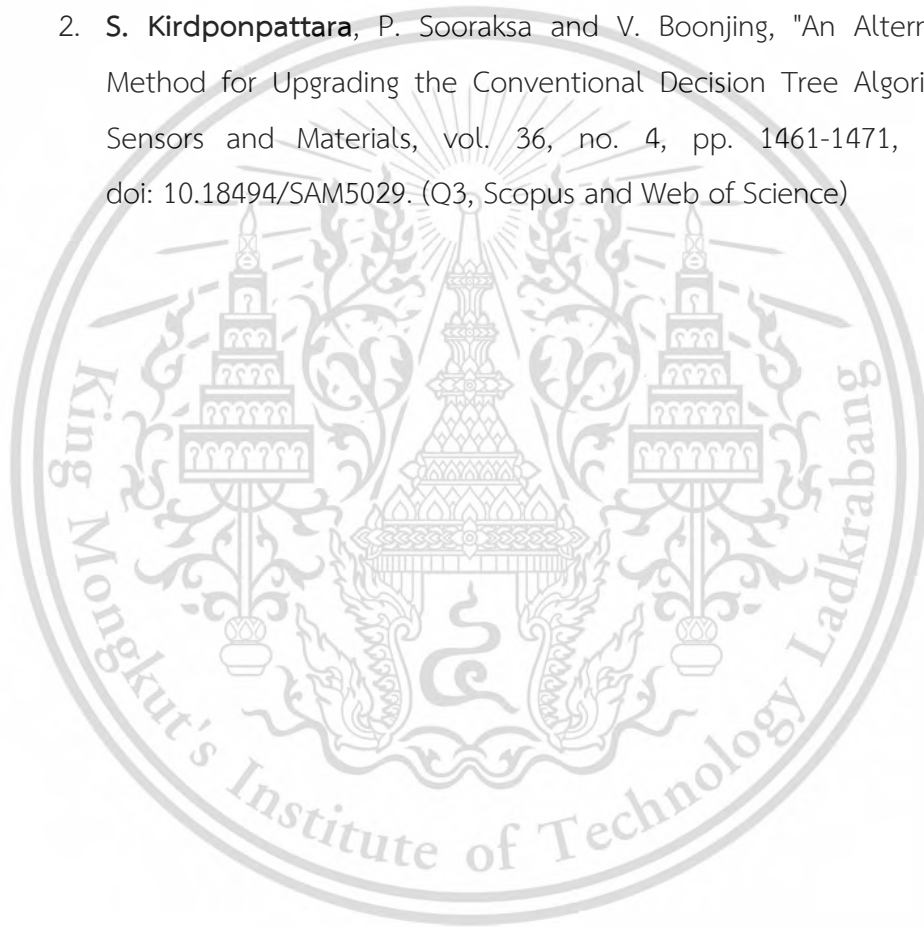 2. S. Kirdponpattara, P. Sooraksa and V. Boonjing, "An Altern
Method for Upgrading the Conventional Decision Tree Algori
Sensors and Materials, vol. 36, no. 4, pp. 1461-1471,
doi: 10.18494/SAM5029. (Q3, Scopus and Web of Science)
King Mongkut's Institute of Technology Ladkrabang